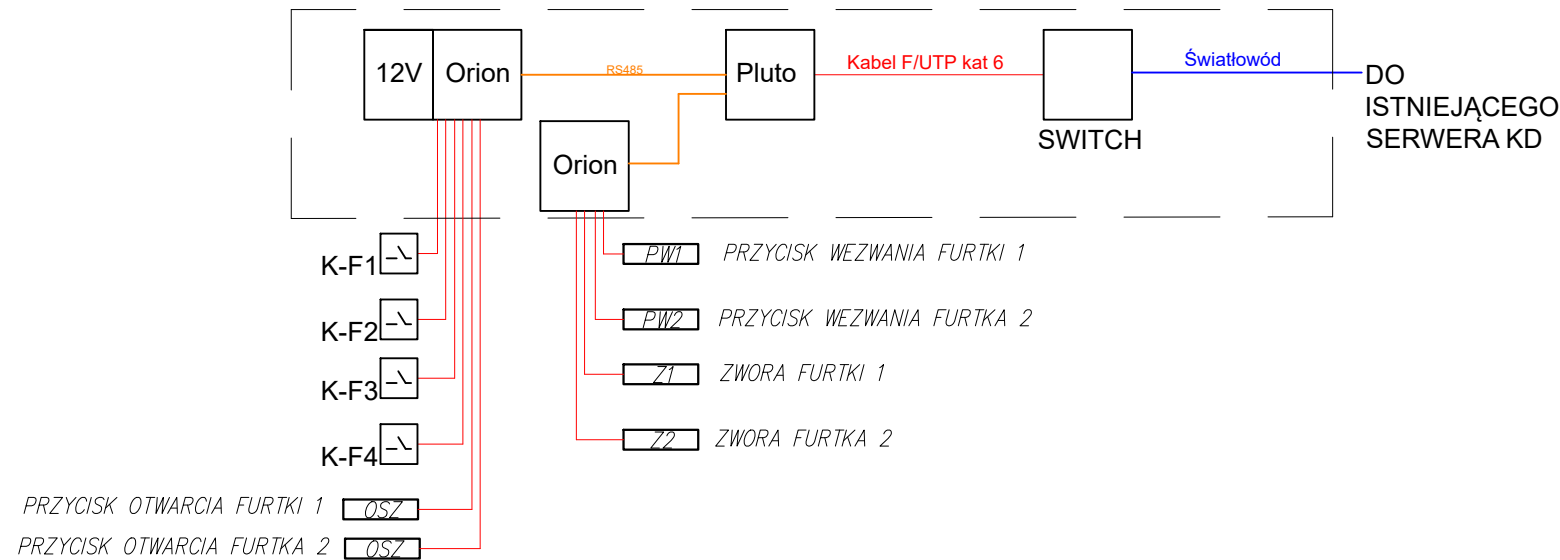 12V Orion
RS485
Pluto
Kabel F/UTP kat 6
SWITCH
Światłowód
DO
ISTNIEJĄCEGO
SERWERA KD
Orion
K-F1
K-F2
K-F3
K-F4
PW1 PRZYCISK WEZWANIA FURTKI 1
PW2 PRZYCISK WEZWANIA FURTKA 2
Z1 ZWORA FURTKI 1
Z2 ZWORA FURTKA 2
PRZYCISK OTWARCIA FURTKI 1 OSZ
PRZYCISK OTWARCIA FURTKA 2 OSZ